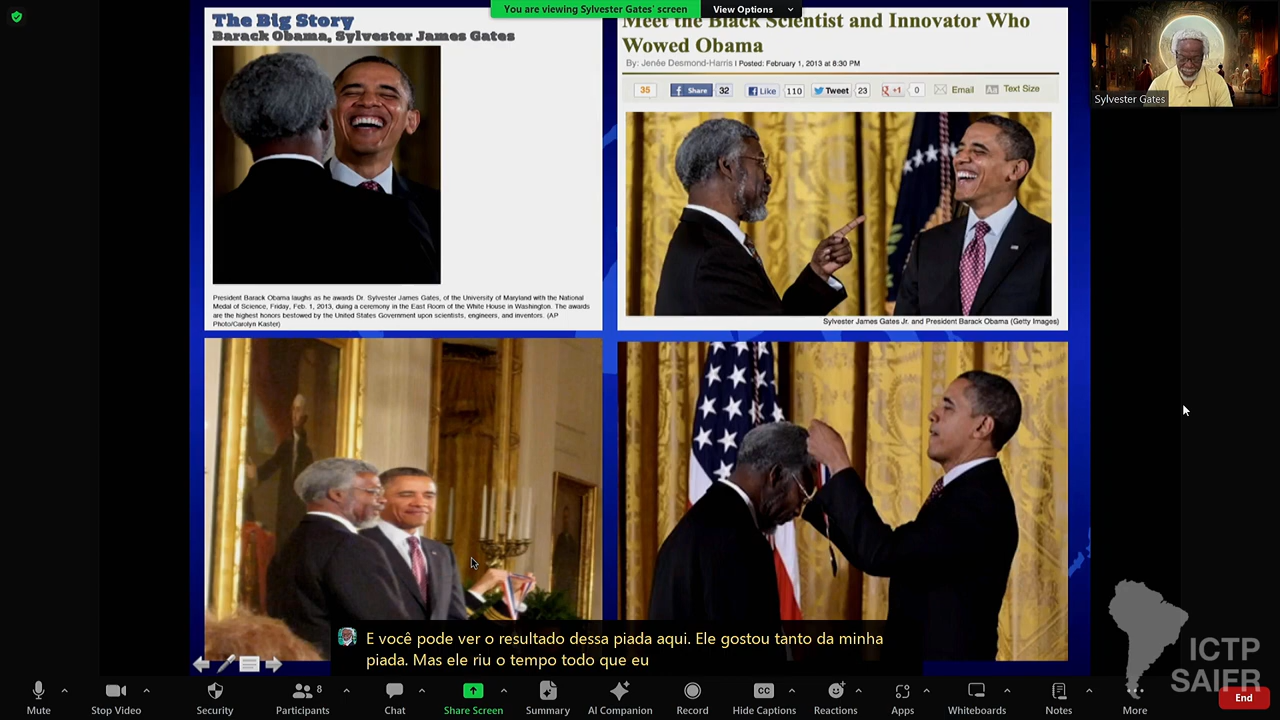 You are viewing Sylvester Gates' screen
View Options
The Big Story
Barack Obama, Sylvester James Gates
President Barack Obama laughs as he awards Dr. Sylvester James Gates, of the University of Maryland with the National
Medal of Science, Friday, Feb. 1, 2013, duing a ceremony in the East Room of the White House in Washington. The awards
are the highest honors bestowed by the United States Government upon scientists, engineers, and inventors. (AP
Photo/Carolyn Kaster)
Meet the Black Scientist and Innovator Who
Wowed Obama
By: Jenée Desmond-Harris | Posted: February 1, 2013 at 8:30 PM
35 Share 32 Like 110 Tweet 23 +1 0 Email Aa Text Size
Sylvester James Gates Jr. and President Barack Obama (Getty Images)
Sylvester Gates
E você pode ver o resultado dessa piada aqui. Ele gostou tanto da minha
piada. Mas ele riu o tempo todo que eu
ICTP
SAIFR
8
CC
Mute Stop Video Security Participants Chat Share Screen Summary AI Companion Record Hide Captions Reactions Apps Whiteboards Notes More End